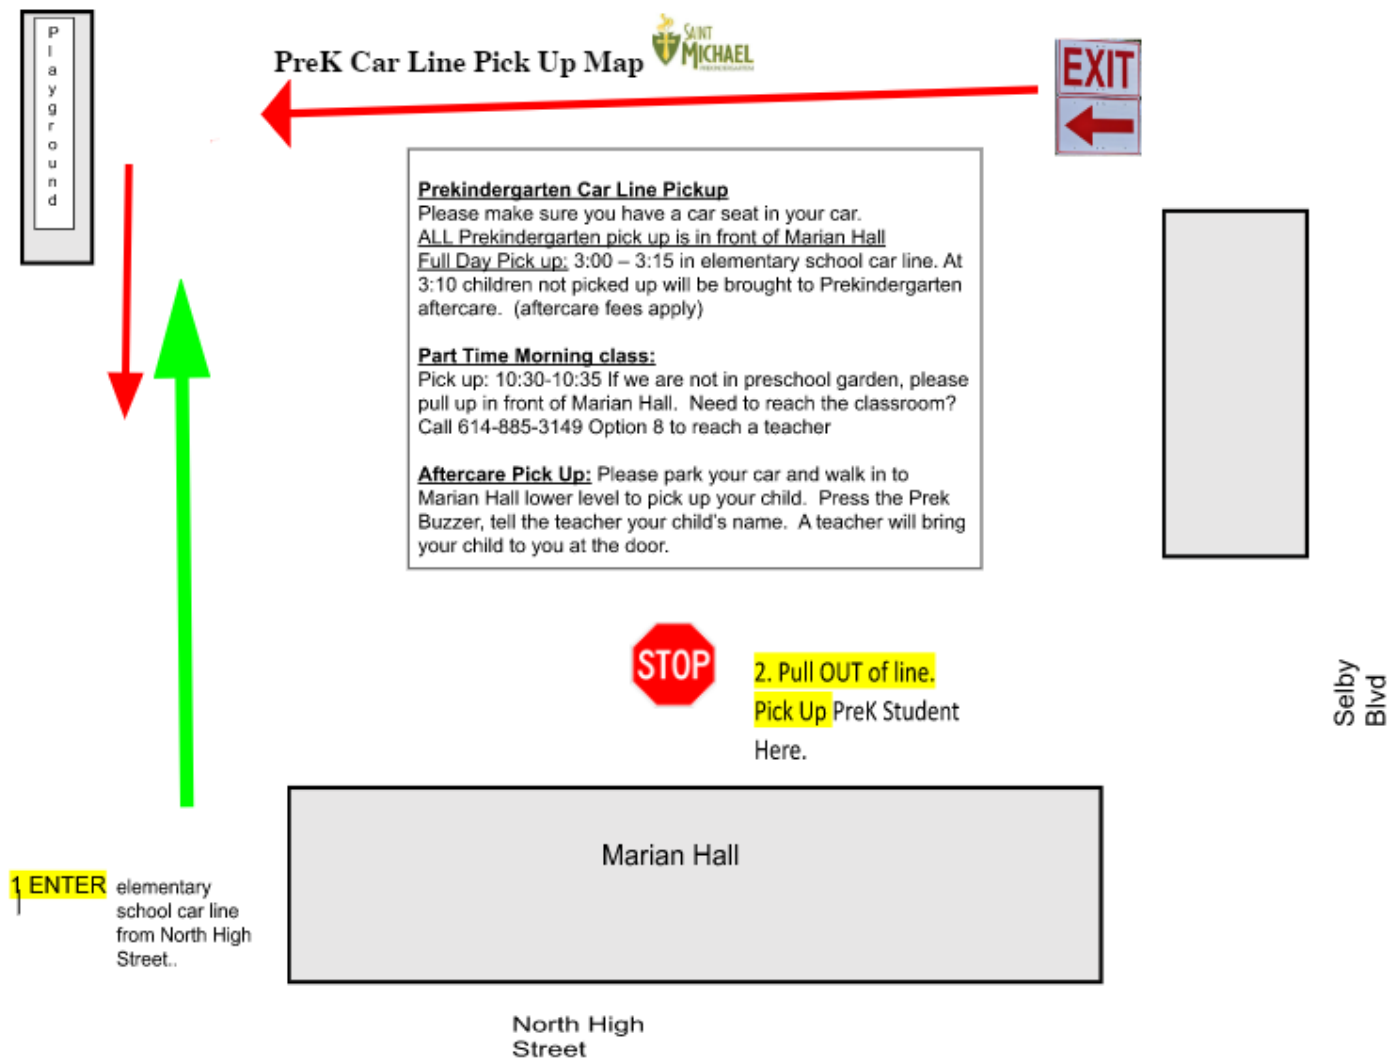 Playground
PreK Car Line Pick Up Map
SAINT
MICHAEL
EXIT
Prekindergarten Car Line Pickup
Please make sure you have a car seat in your car.
ALL Prekindergarten pick up is in front of Marian Hall
Full Day Pick up: 3:00 – 3:15 in elementary school car line. At
3:10 children not picked up will be brought to Prekindergarten
aftercare.  (aftercare fees apply)
Part Time Morning class:
Pick up: 10:30-10:35 If we are not in preschool garden, please
pull up in front of Marian Hall.  Need to reach the classroom?
Call 614-885-3149 Option 8 to reach a teacher
Aftercare Pick Up: Please park your car and walk in to
Marian Hall lower level to pick up your child.  Press the Prek
Buzzer, tell the teacher your child's name.  A teacher will bring
your child to you at the door.
STOP
2. Pull OUT of line.
Pick Up PreK Student
Here.
Selby
Blvd
Marian Hall
1 ENTER
elementary
school car line
from North High
Street..
North High
Street